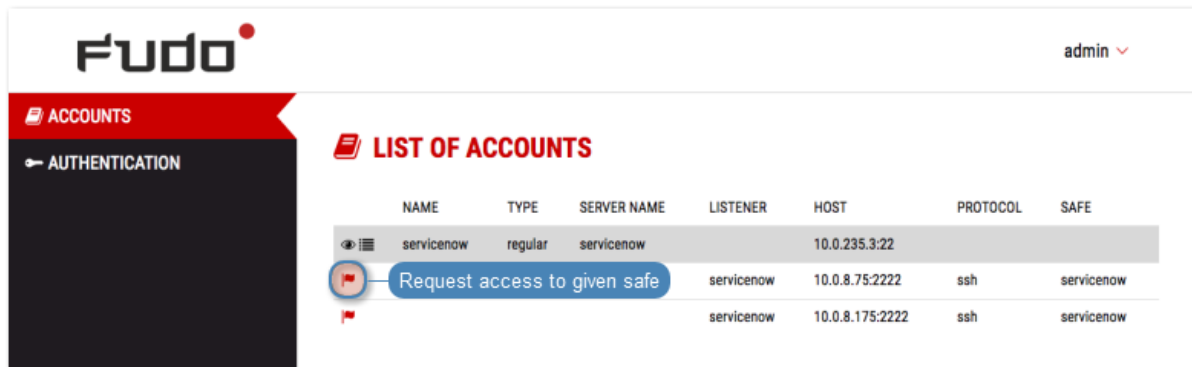 FUDO
admin
ACCOUNTS
AUTHENTICATION
LIST OF ACCOUNTS
NAME TYPE SERVER NAME LISTENER HOST PROTOCOL SAFE
servicenow regular servicenow 10.0.235.3:22
Request access to given safe servicenow 10.0.8.75:2222 ssh servicenow
servicenow 10.0.8.175:2222 ssh servicenow